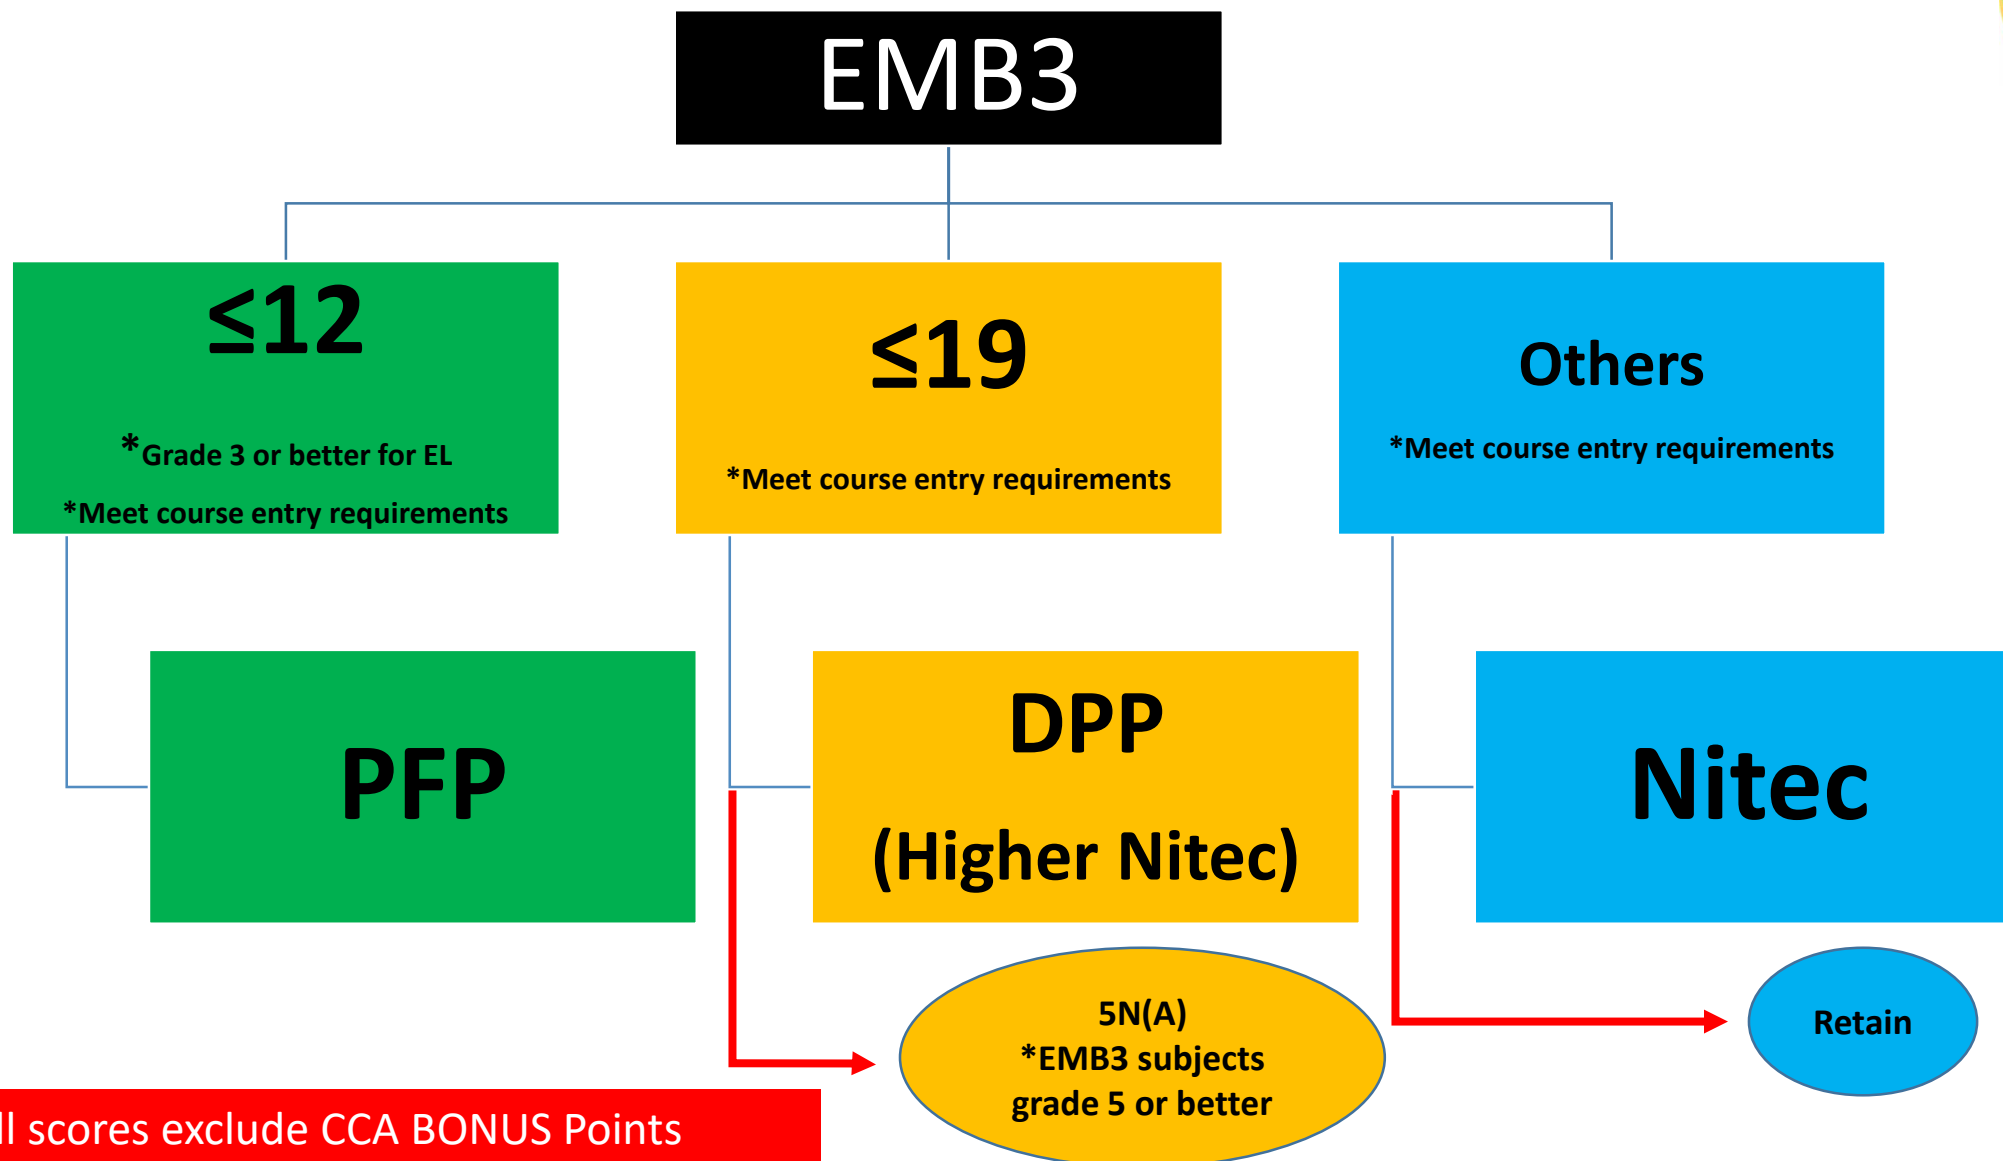 EMB3
≤12
*Grade 3 or better for EL
*Meet course entry requirements
≤19
*Meet course entry requirements
Others
*Meet course entry requirements
PFP
DPP
(Higher Nitec)
Nitec
5N(A)
*EMB3 subjects
grade 5 or better
Retain
ll scores exclude CCA BONUS Points